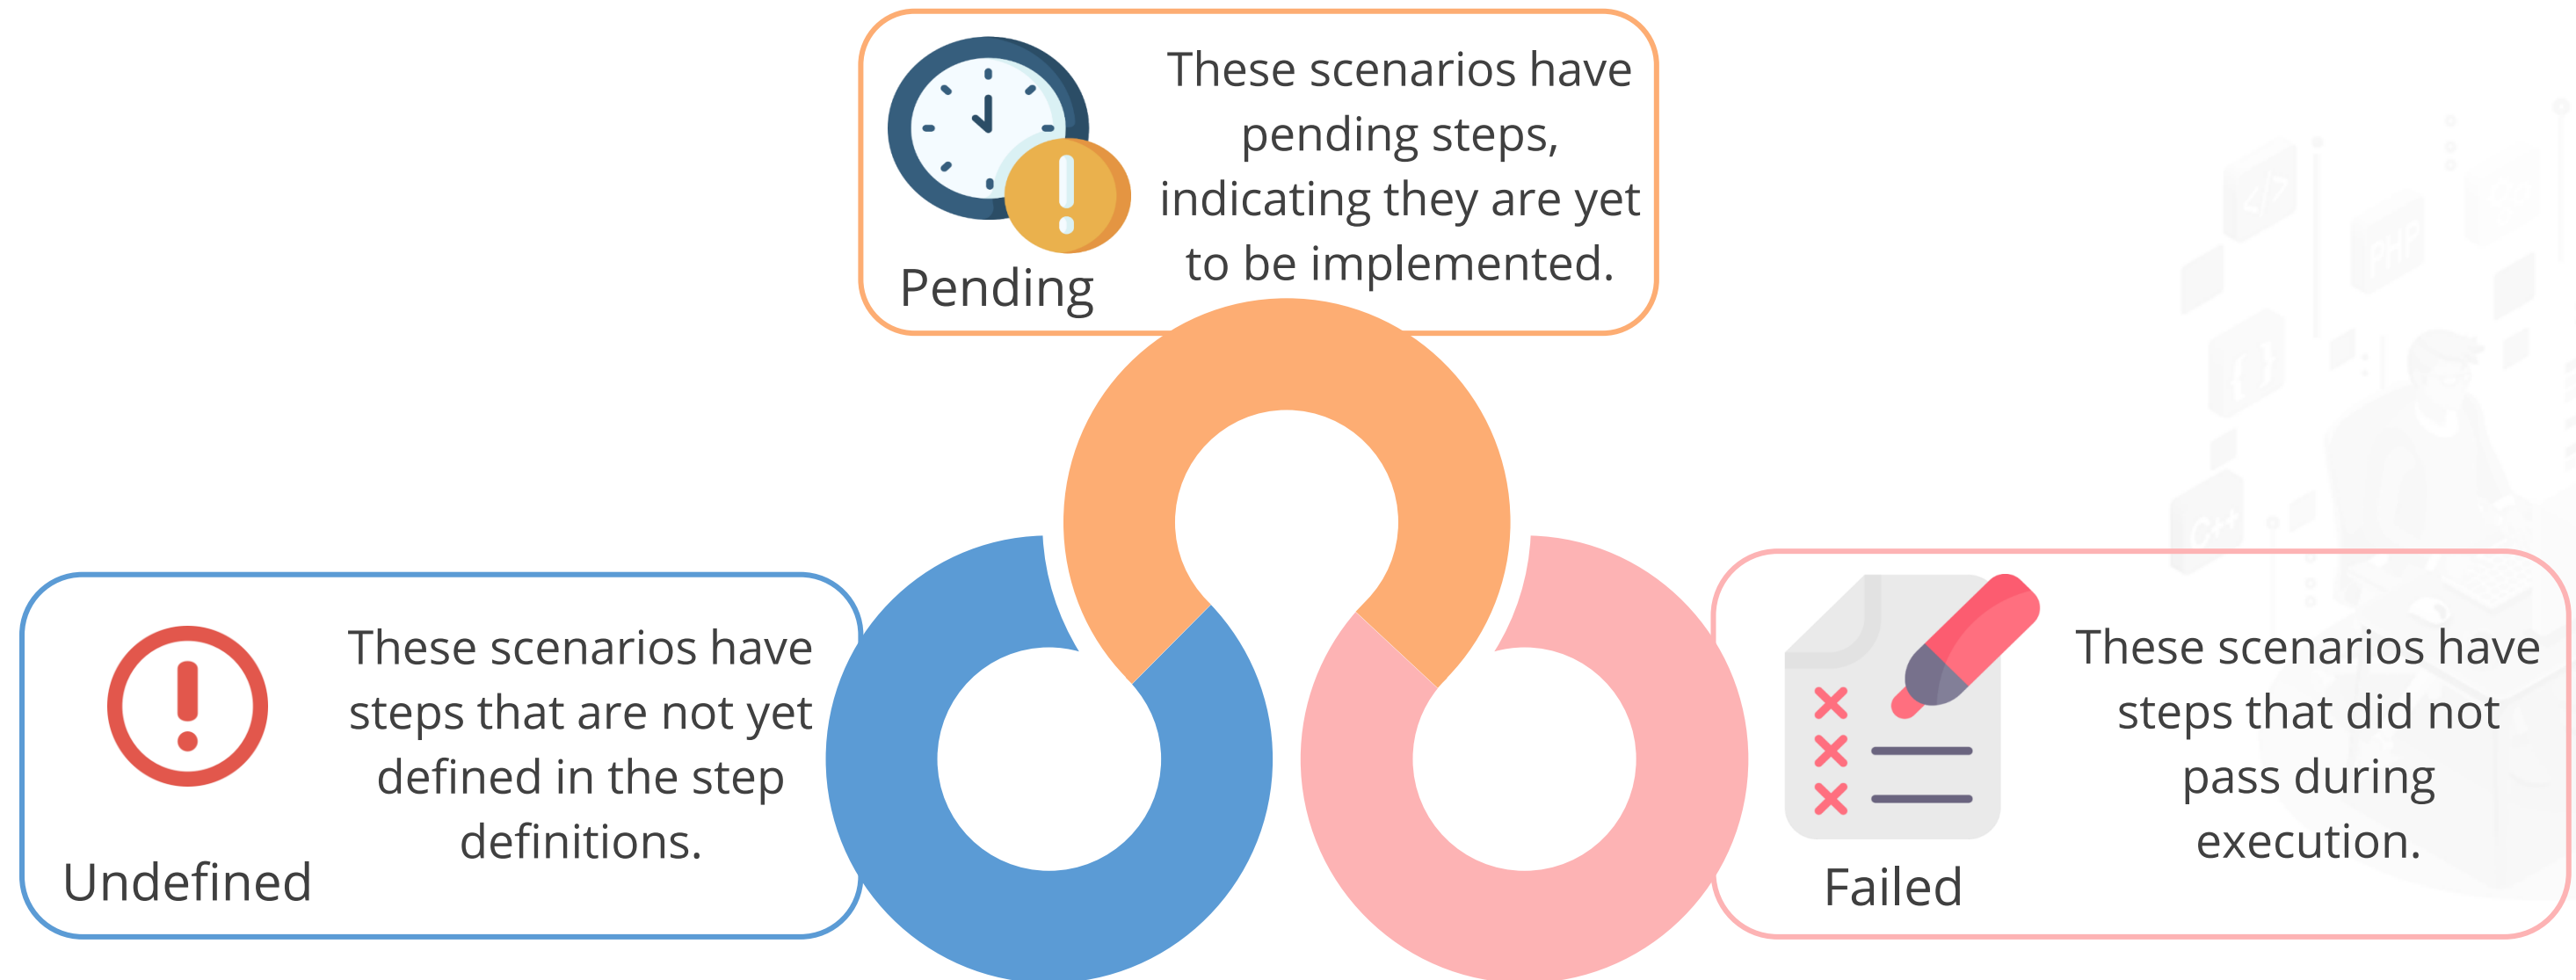 These scenarios have
pending steps,
indicating they are yet
to be implemented.
Pending
These scenarios have
steps that are not yet
defined in the step
definitions.
Undefined
These scenarios have
steps that did not
pass during
execution.
Failed
</>
PHP
{ }
C++